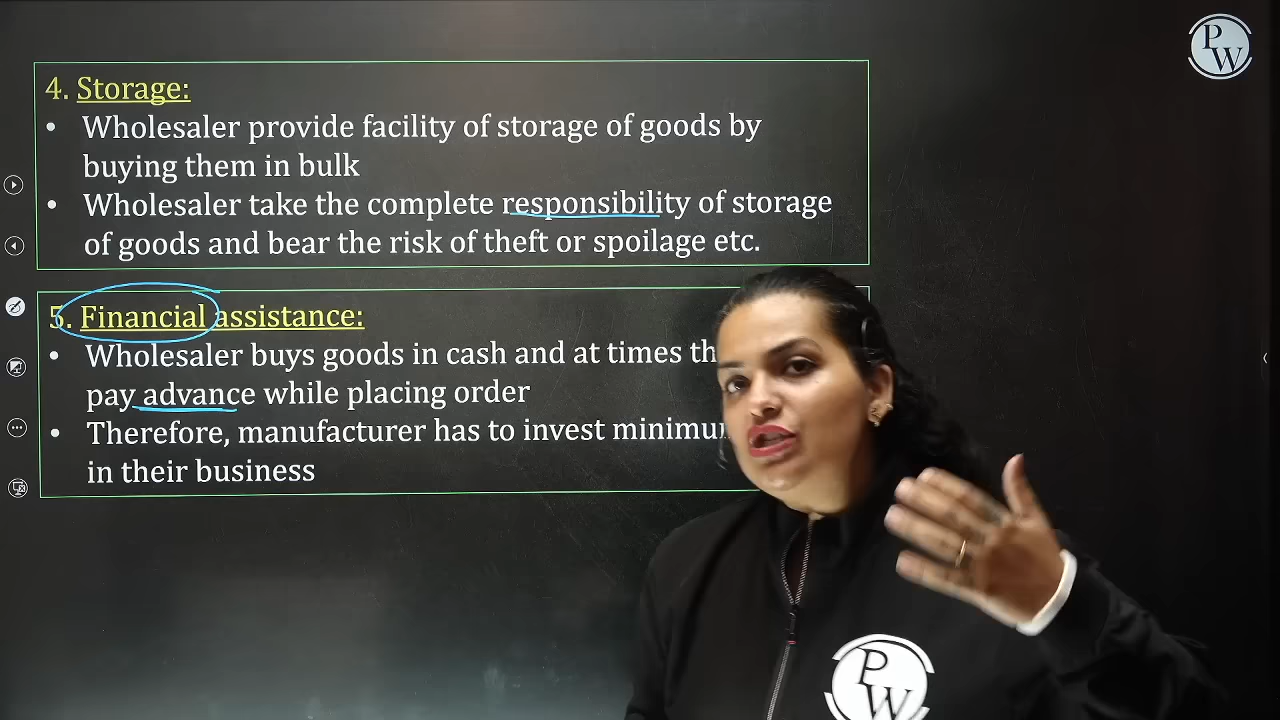 PW
4. Storage:
• Wholesaler provide facility of storage of goods by
buying them in bulk
• Wholesaler take the complete responsibility of storage
of goods and bear the risk of theft or spoilage etc.
5. Financial assistance:
• Wholesaler buys goods in cash and at times
pay advance while placing order
• Therefore, manufacturer has to invest
in their business
PW